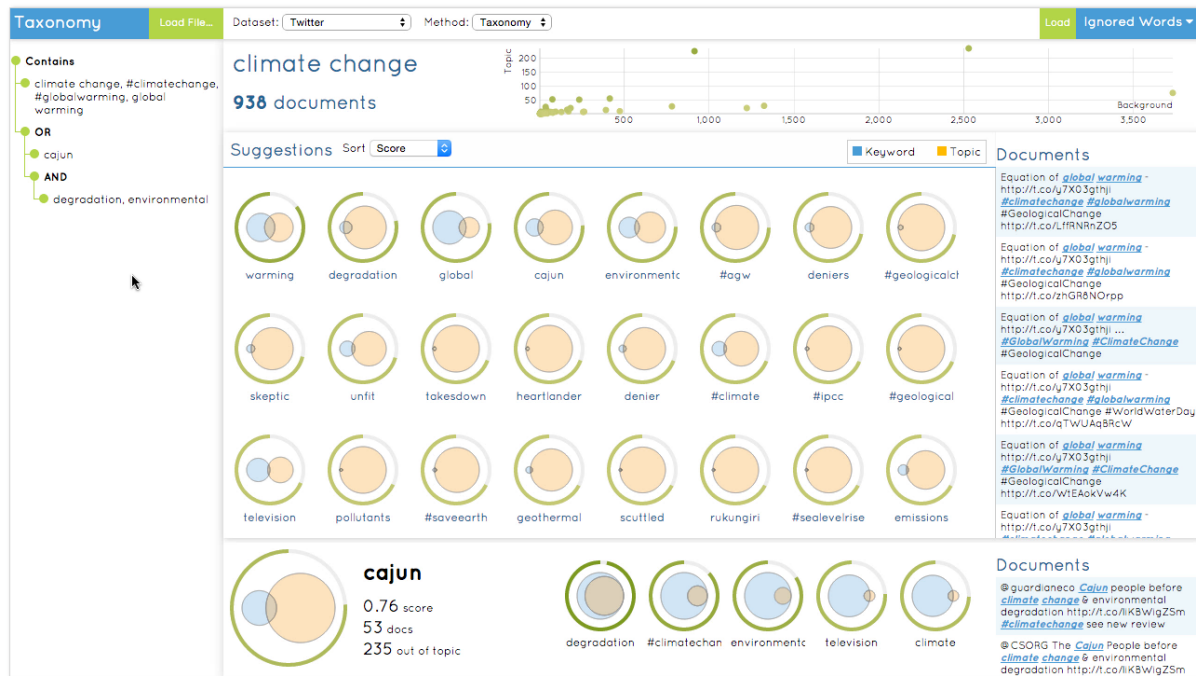 Taxonomy
Load File...
Dataset: Twitter
Method: Taxonomy
Load
Ignored Words
Contains
climate change, #climatechange,
#globalwarming, global
warming
OR
cajun
AND
degradation, environmental
climate change
938 documents
Topic
200
150
100
50
Background
500 1,000 1,500 2,000 2,500 3,000 3,500
Suggestions Sort Score
Keyword Topic
warming degradation global cajun environmentc #agw deniers #geologicalch
skeptic unfit takesdown heartlander denier #climate #ipcc #geological
television pollutants #saveearth geothermal scuttled rukungiri #sealevelrise emissions
Documents
Equation of global warming -
http://t.co/y7X03gthji
#climatechange #globalwarming
#GeologicalChange
http://t.co/LffRNRnZO5
Equation of global warming -
http://t.co/y7X03gthji
#climatechange #globalwarming
#GeologicalChange
http://t.co/zhGR8NOrpp
Equation of global warming
http://t.co/y7X03gthji ...
#GlobalWarming #ClimateChange
#GeologicalChange
Equation of global warming -
http://t.co/y7X03gthji
#climatechange #globalwarming
#GeologicalChange #WorldWaterDay
http://t.co/qTWUAqBRcW
Equation of global warming
http://t.co/y7X03gthji
#GlobalWarming #ClimateChange
#GeologicalChange
http://t.co/WtEAokVw4K
Equation of global warming -
http://t.co/y7X03gthji
#climatechange #globalwarming
cajun
0.76 score
53 docs
235 out of topic
degradation #climatechan environmentc television climate
Documents
@guardianeco Cajun people before
climate change & environmental
degradation http://t.co/liKBWigZSm
#climatechange see new review
@CSORG The Cajun People before
climate change & environmental
degradation http://t.co/liKBWigZSm